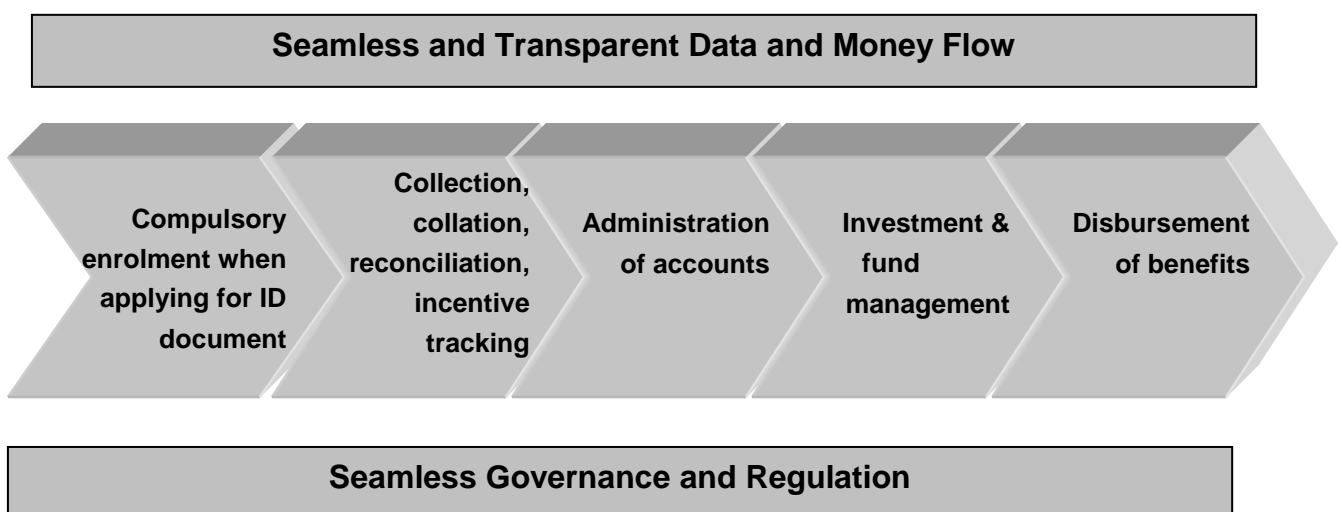 Seamless and Transparent Data and Money Flow
Compulsory
enrolment when
applying for ID
document
Collection,
collation,
reconciliation,
incentive
tracking
Administration
of accounts
Investment &
fund
management
Disbursement
of benefits
Seamless Governance and Regulation